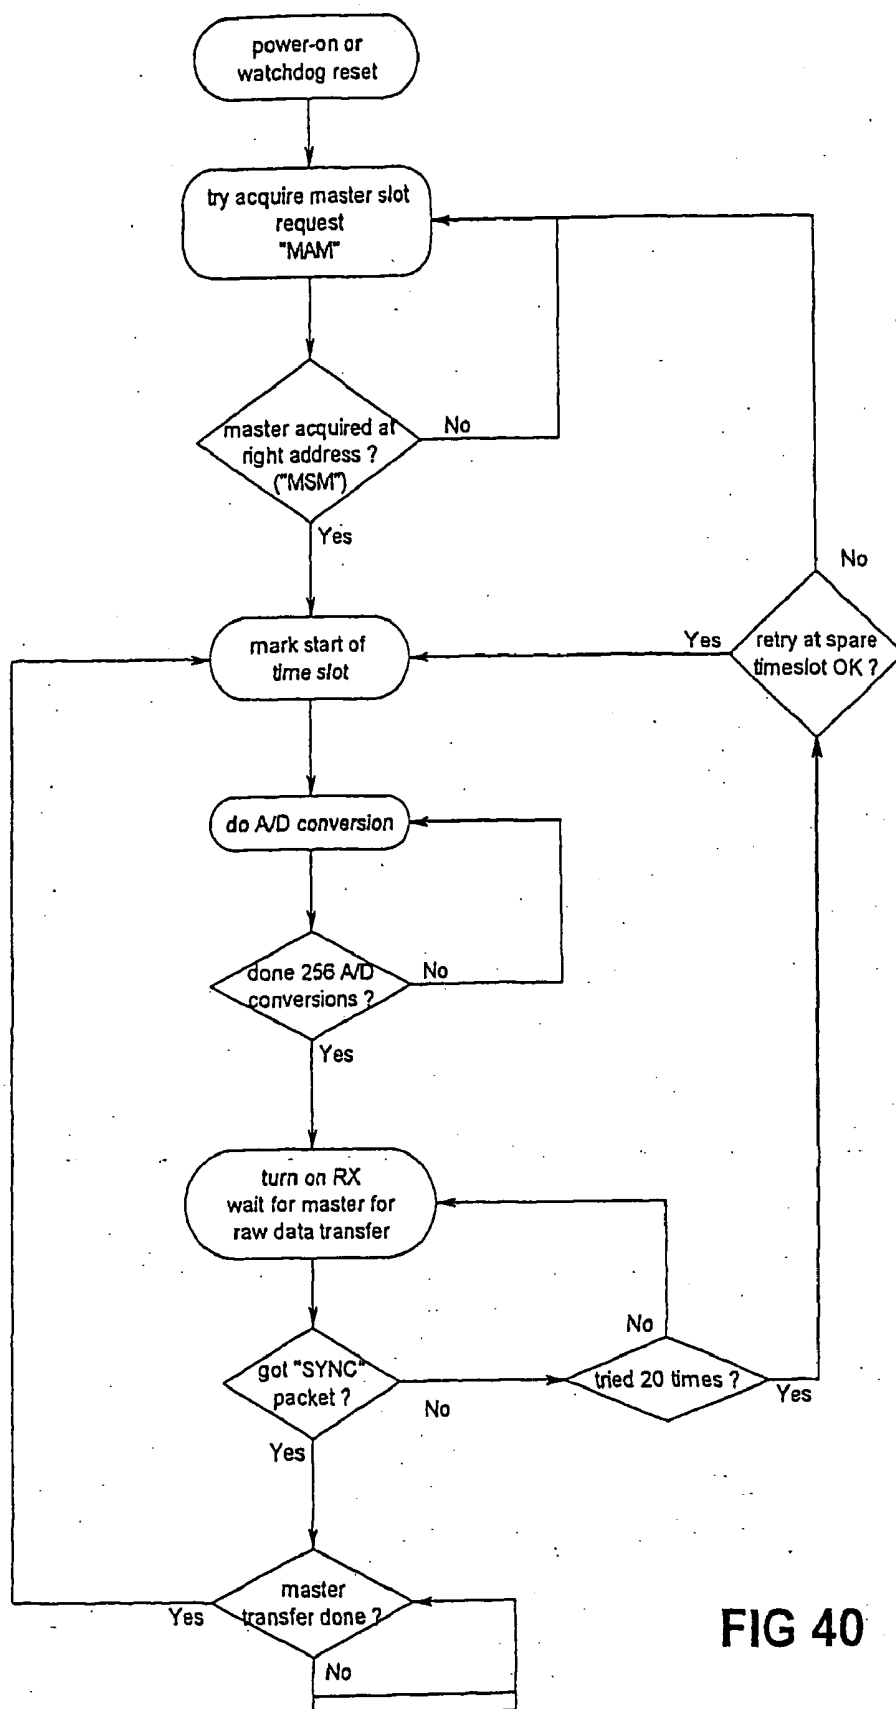 power-on or
watchdog reset
try acquire master slot
request
"MAM"
master acquired at
right address ?
("MSM")
No
Yes
mark start of
time slot
Yes
retry at spare
timeslot OK ?
No
do A/D conversion
done 256 A/D
conversions ?
No
Yes
turn on RX
wait for master for
raw data transfer
got "SYNC"
packet ?
No
Yes
tried 20 times ?
No
Yes
master
transfer done ?
Yes
No
FIG 40